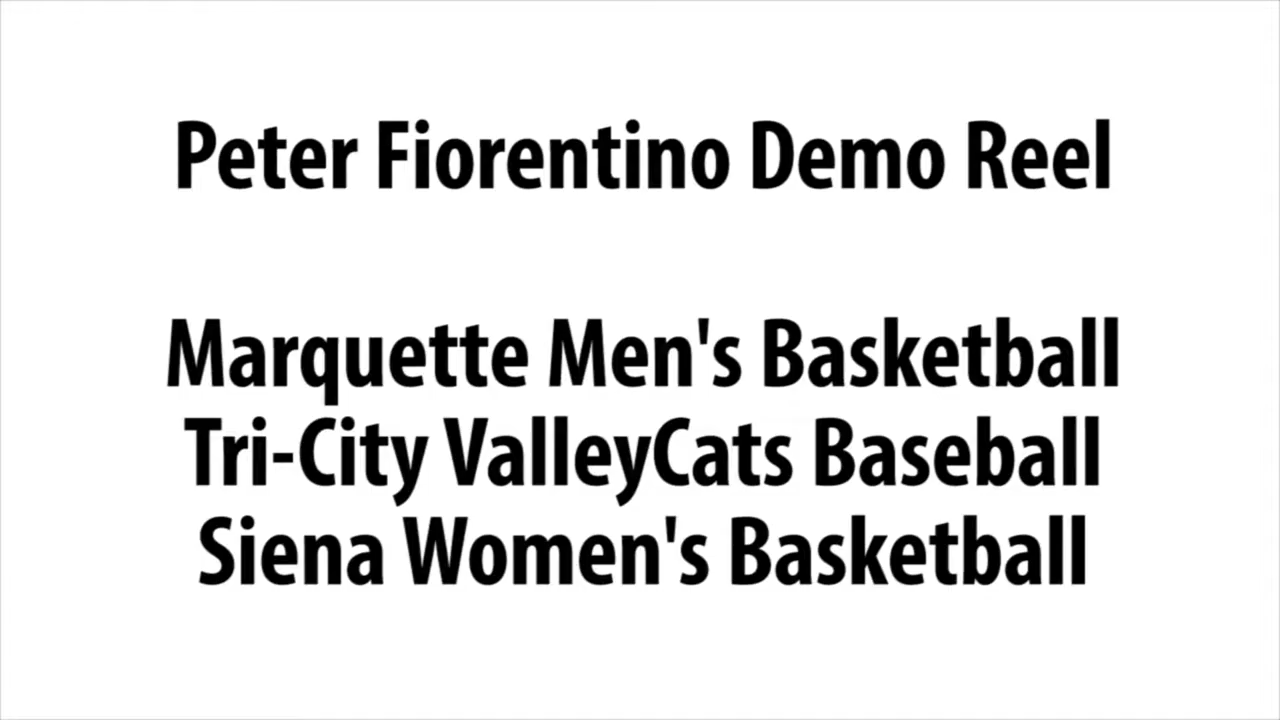 Peter Fiorentino Demo Reel
Marquette Men's Basketball
Tri-City ValleyCats Baseball
Siena Women's Basketball